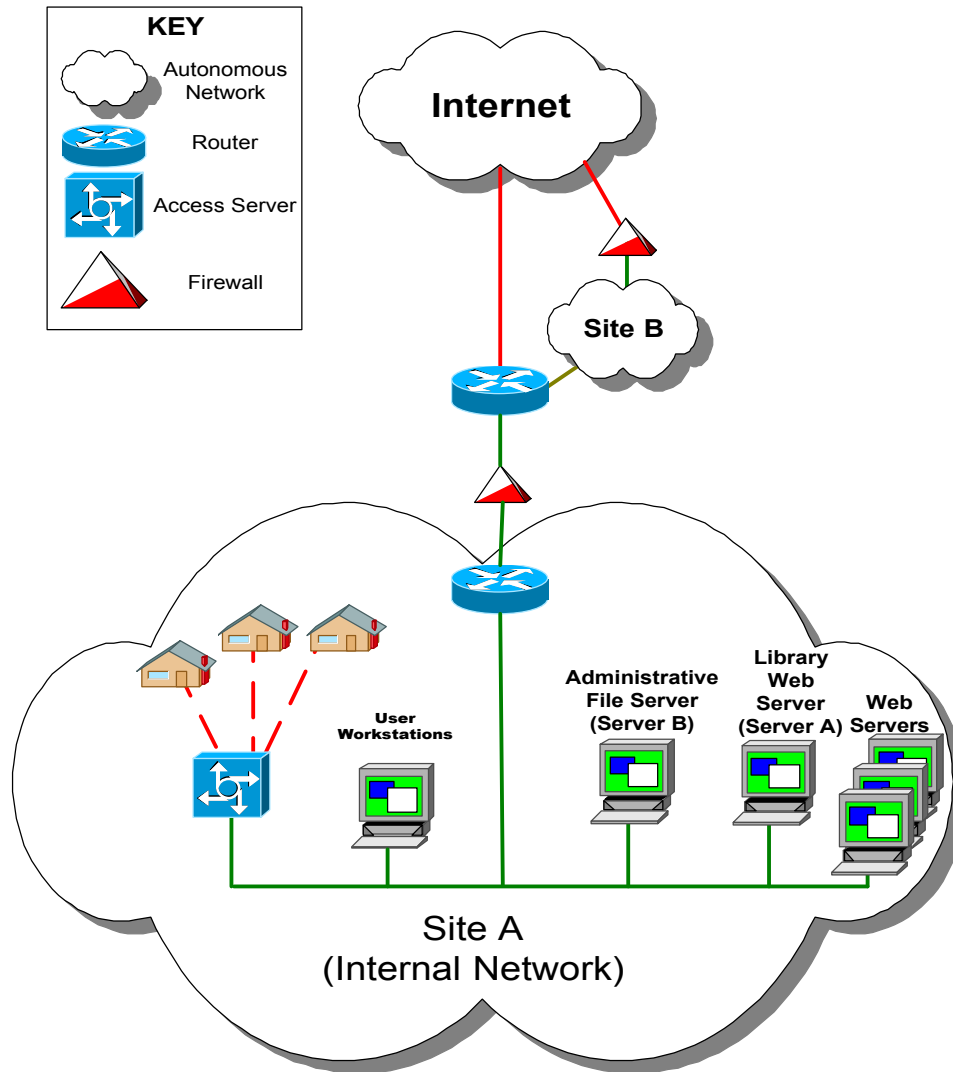 KEY
Autonomous
Network
Router
Access Server
Firewall
Internet
Site B
User
Workstations
Administrative
File Server
(Server B)
Library
Web
Server
(Server A)
Web
Servers
Site A
(Internal Network)